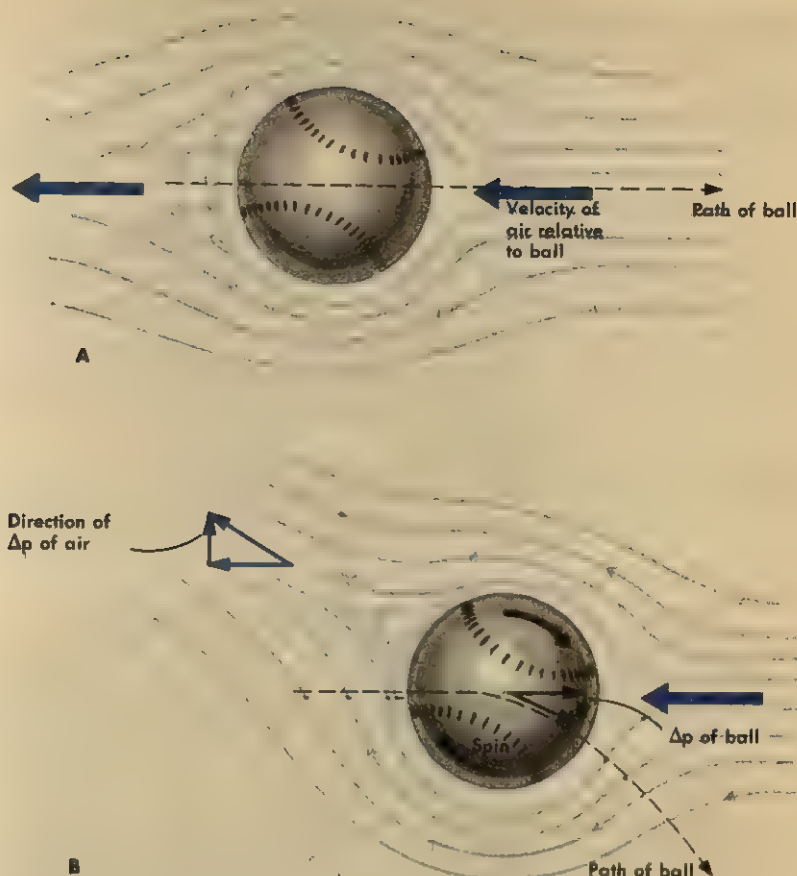 Velocity of
air relative
to ball
Path of ball
A
Direction of
Δp of air
Spin
Δp of ball
Path of ball
B